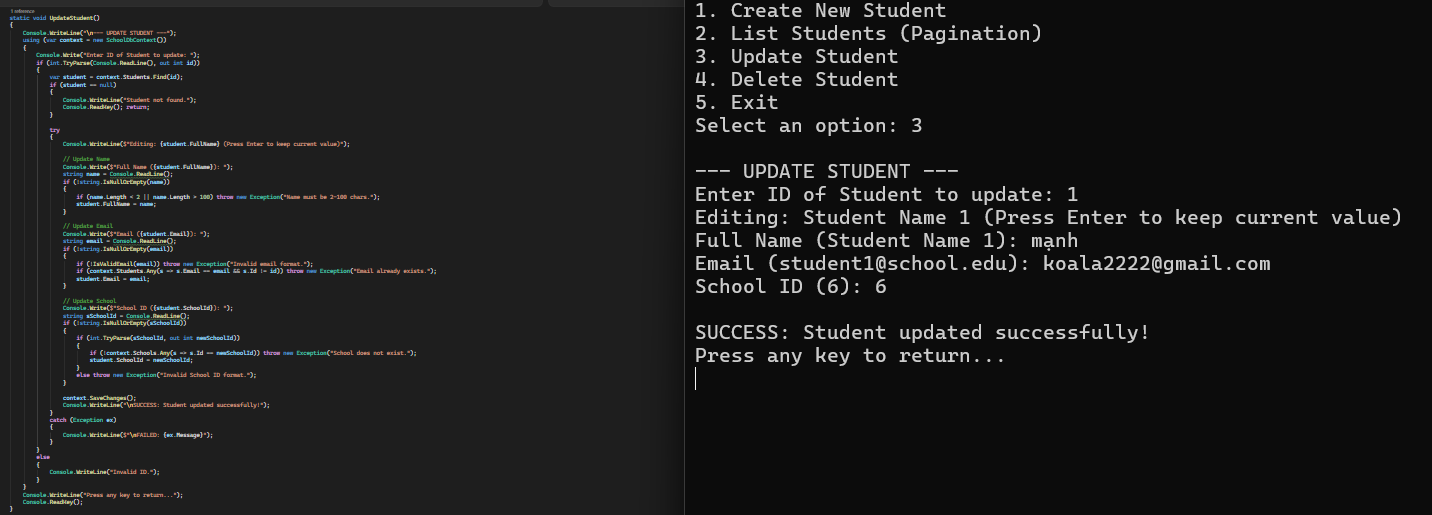 1 reference
static void UpdateStudent()
{
Console.WriteLine("\n--- UPDATE STUDENT ---");
using (var context = new SchoolDbContext())
{
Console.Write("Enter ID of Student to update: ");
if (int.TryParse(Console.ReadLine(), out int id))
{
var student = context.Students.Find(id);
if (student == null)
{
Console.WriteLine("Student not found.");
Console.ReadKey(); return;
}
try
{
Console.WriteLine($"Editing: {student.FullName} (Press Enter to keep current value)");
// Update Name
Console.Write($"Full Name ({student.FullName}): ");
string name = Console.ReadLine();
if (!string.IsNullOrEmpty(name))
{
if (name.Length < 2 || name.Length > 100) throw new Exception("Name must be 2-100 chars.");
student.FullName = name;
}
// Update Email
Console.Write($"Email ({student.Email}): ");
string email = Console.ReadLine();
if (!string.IsNullOrEmpty(email))
{
if (!IsValidEmail(email)) throw new Exception("Invalid email format.");
if (context.Students.Any(s => s.Email == email && s.Id != id)) throw new Exception("Email already exists.");
student.Email = email;
}
// Update School
Console.Write($"School ID ({student.SchoolId}): ");
string sSchoolId = Console.ReadLine();
if (!string.IsNullOrEmpty(sSchoolId))
{
if (int.TryParse(sSchoolId, out int newSchoolId))
{
if (!context.Schools.Any(s => s.Id == newSchoolId)) throw new Exception("School does not exist.");
student.SchoolId = newSchoolId;
}
else throw new Exception("Invalid School ID format.");
}
context.SaveChanges();
Console.WriteLine("\nSUCCESS: Student updated successfully!");
}
catch (Exception ex)
{
Console.WriteLine($"\nFAILED: {ex.Message}");
}
}
else
{
Console.WriteLine("Invalid ID.");
}
}
Console.WriteLine("Press any key to return...");
Console.ReadKey();
}
1. Create New Student
2. List Students (Pagination)
3. Update Student
4. Delete Student
5. Exit
Select an option: 3
--- UPDATE STUDENT ---
Enter ID of Student to update: 1
Editing: Student Name 1 (Press Enter to keep current value)
Full Name (Student Name 1): mạnh
Email (student1@school.edu): koala2222@gmail.com
School ID (6): 6
SUCCESS: Student updated successfully!
Press any key to return...